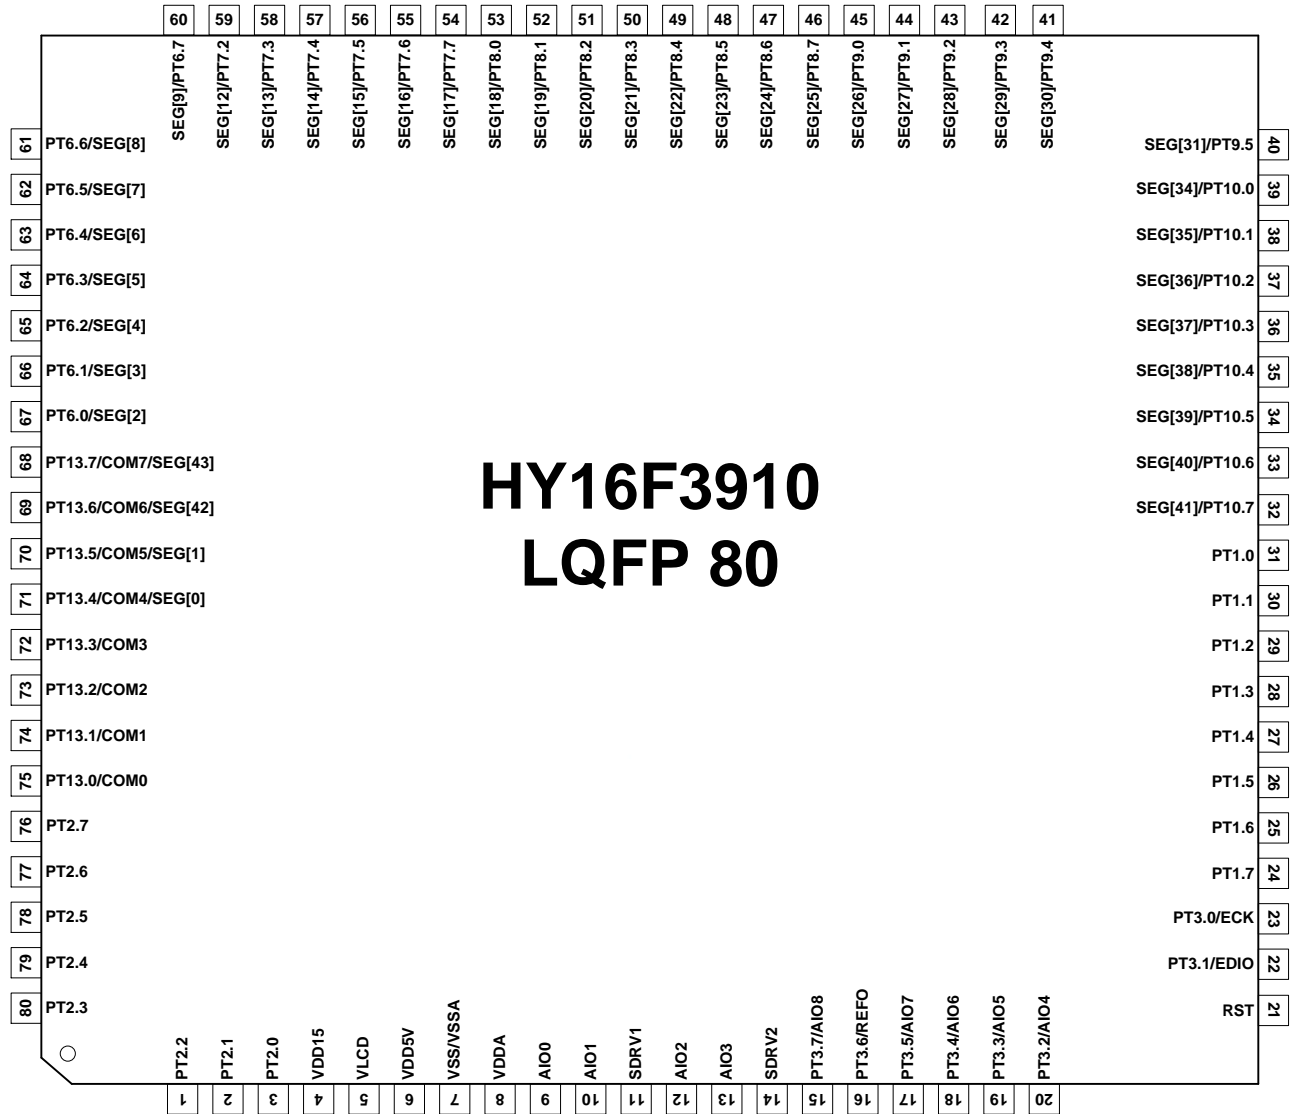 60 59 58 57 56 55 54 53 52 51 50 49 48 47 46 45 44 43 42 41
SEG[9]/PT6.7
SEG[12]/PT7.2
SEG[13]/PT7.3
SEG[14]/PT7.4
SEG[15]/PT7.5
SEG[16]/PT7.6
SEG[17]/PT7.7
SEG[18]/PT8.0
SEG[19]/PT8.1
SEG[20]/PT8.2
SEG[21]/PT8.3
SEG[22]/PT8.4
SEG[23]/PT8.5
SEG[24]/PT8.6
SEG[25]/PT8.7
SEG[26]/PT9.0
SEG[27]/PT9.1
SEG[28]/PT9.2
SEG[29]/PT9.3
SEG[30]/PT9.4
61 PT6.6/SEG[8]
62 PT6.5/SEG[7]
63 PT6.4/SEG[6]
64 PT6.3/SEG[5]
65 PT6.2/SEG[4]
66 PT6.1/SEG[3]
67 PT6.0/SEG[2]
68 PT13.7/COM7/SEG[43]
69 PT13.6/COM6/SEG[42]
70 PT13.5/COM5/SEG[1]
71 PT13.4/COM4/SEG[0]
72 PT13.3/COM3
73 PT13.2/COM2
74 PT13.1/COM1
75 PT13.0/COM0
76 PT2.7
77 PT2.6
78 PT2.5
79 PT2.4
80 PT2.3
HY16F3910
LQFP 80
SEG[31]/PT9.5 40
SEG[34]/PT10.0 39
SEG[35]/PT10.1 38
SEG[36]/PT10.2 37
SEG[37]/PT10.3 36
SEG[38]/PT10.4 35
SEG[39]/PT10.5 34
SEG[40]/PT10.6 33
SEG[41]/PT10.7 32
PT1.0 31
PT1.1 30
PT1.2 29
PT1.3 28
PT1.4 27
PT1.5 26
PT1.6 25
PT1.7 24
PT3.0/ECK 23
PT3.1/EDIO 22
RST 21
PT2.2
PT2.1
PT2.0
VDD15
VLCD
VDD5V
VSS/VSSA
VDDA
AIO0
AIO1
SDRV1
AIO2
AIO3
SDRV2
PT3.7/AIO8
PT3.6/REFO
PT3.5/AIO7
PT3.4/AIO6
PT3.3/AIO5
PT3.2/AIO4
1 2 3 4 5 6 7 8 9 10 11 12 13 14 15 16 17 18 19 20